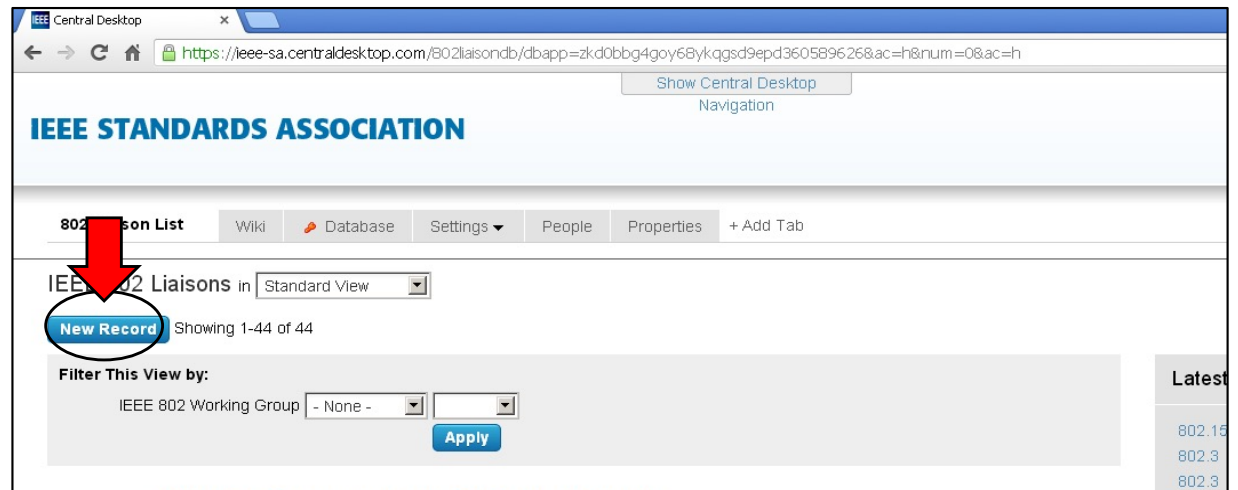 IEEE Central Desktop ×
https://ieee-sa.centraldesktop.com/802liaisondb/dbapp=zkd0bbg4goy68ykqgsd9epd360589626&ac=h&num=0&ac=h
Show Central Desktop
Navigation
IEEE STANDARDS ASSOCIATION
802 son List Wiki Database Settings People Properties + Add Tab
IEE 02 Liaisons in Standard View
New Record Showing 1-44 of 44
Filter This View by:
IEEE 802 Working Group - None -
Apply
Latest
802.15
802.3
802.3